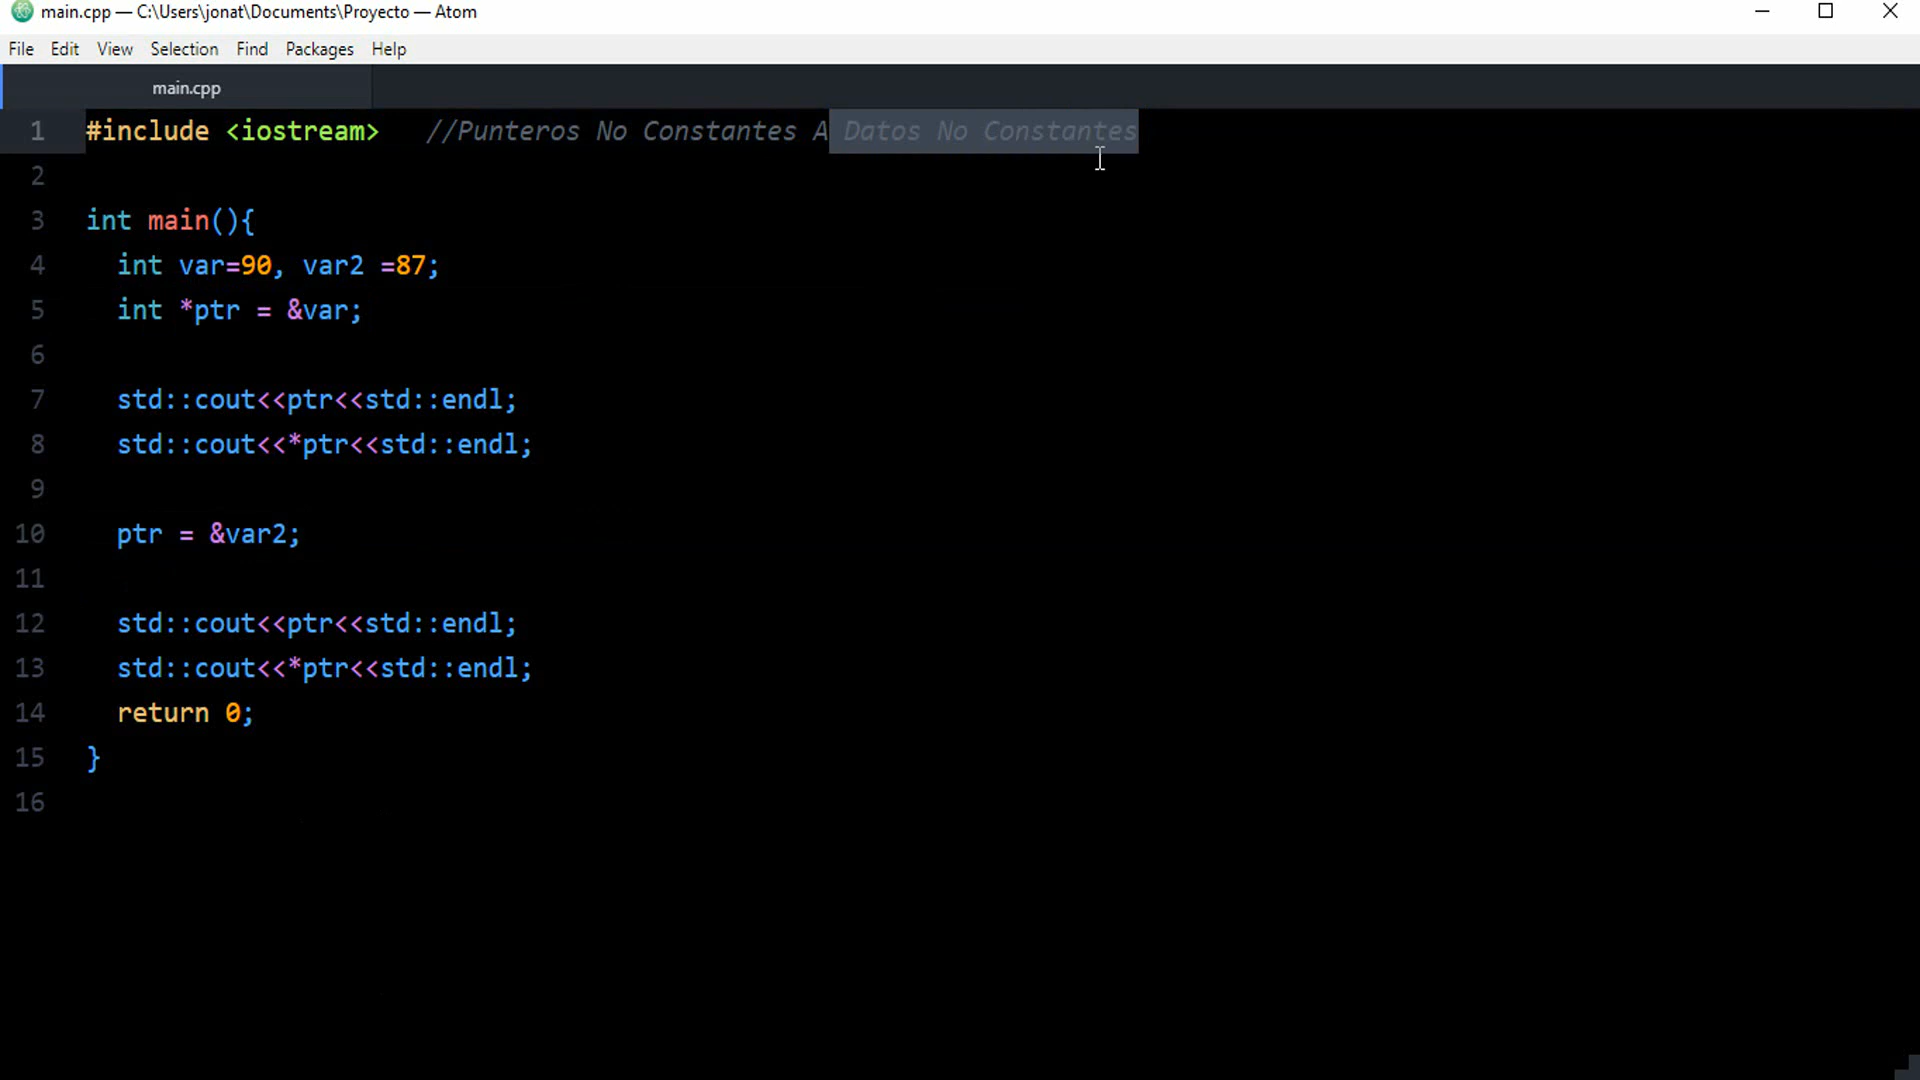 main.cpp — C:\Users\jonat\Documents\Proyecto — Atom
File Edit View Selection Find Packages Help
main.cpp
1 #include <iostream>   //Punteros No Constantes A Datos No Constantes
2
3 int main(){
4   int var=90, var2 =87;
5   int *ptr = &var;
6
7   std::cout<<ptr<<std::endl;
8   std::cout<<*ptr<<std::endl;
9
10   ptr = &var2;
11
12   std::cout<<ptr<<std::endl;
13   std::cout<<*ptr<<std::endl;
14   return 0;
15 }
16